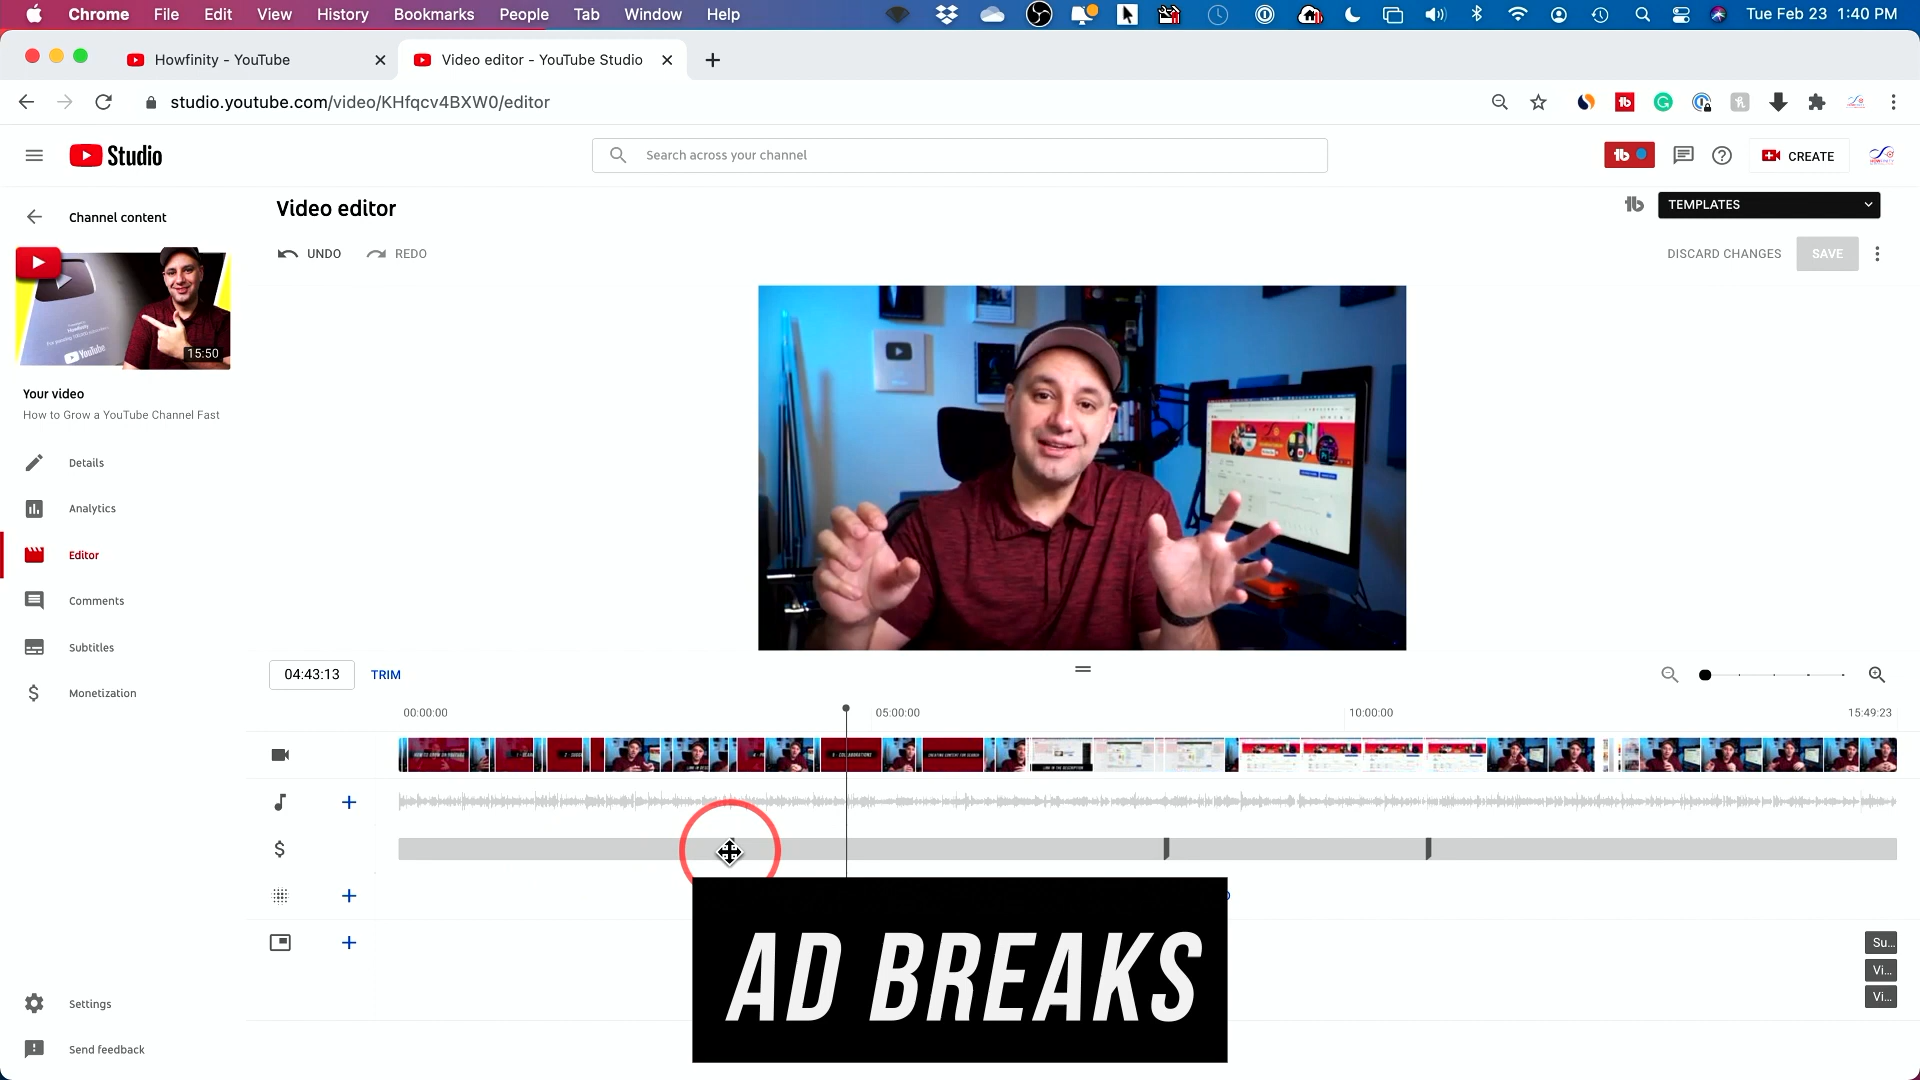 Chrome File Edit View History Bookmarks People Tab Window Help Tue Feb 23 1:40 PM
Howfinity - YouTube Video editor - YouTube Studio
studio.youtube.com/video/KHfqcv4BXW0/editor
Studio Search across your channel CREATE
Channel content Video editor TEMPLATES
UNDO REDO DISCARD CHANGES SAVE
YouTube 15:50
Your video
How to Grow a YouTube Channel Fast
Details
Analytics
Editor
Comments
Subtitles
Monetization
Settings
Send feedback
04:43:13 TRIM
00:00:00 05:00:00 10:00:00 15:49:23
Su...
Vi...
Vi...
AD BREAKS